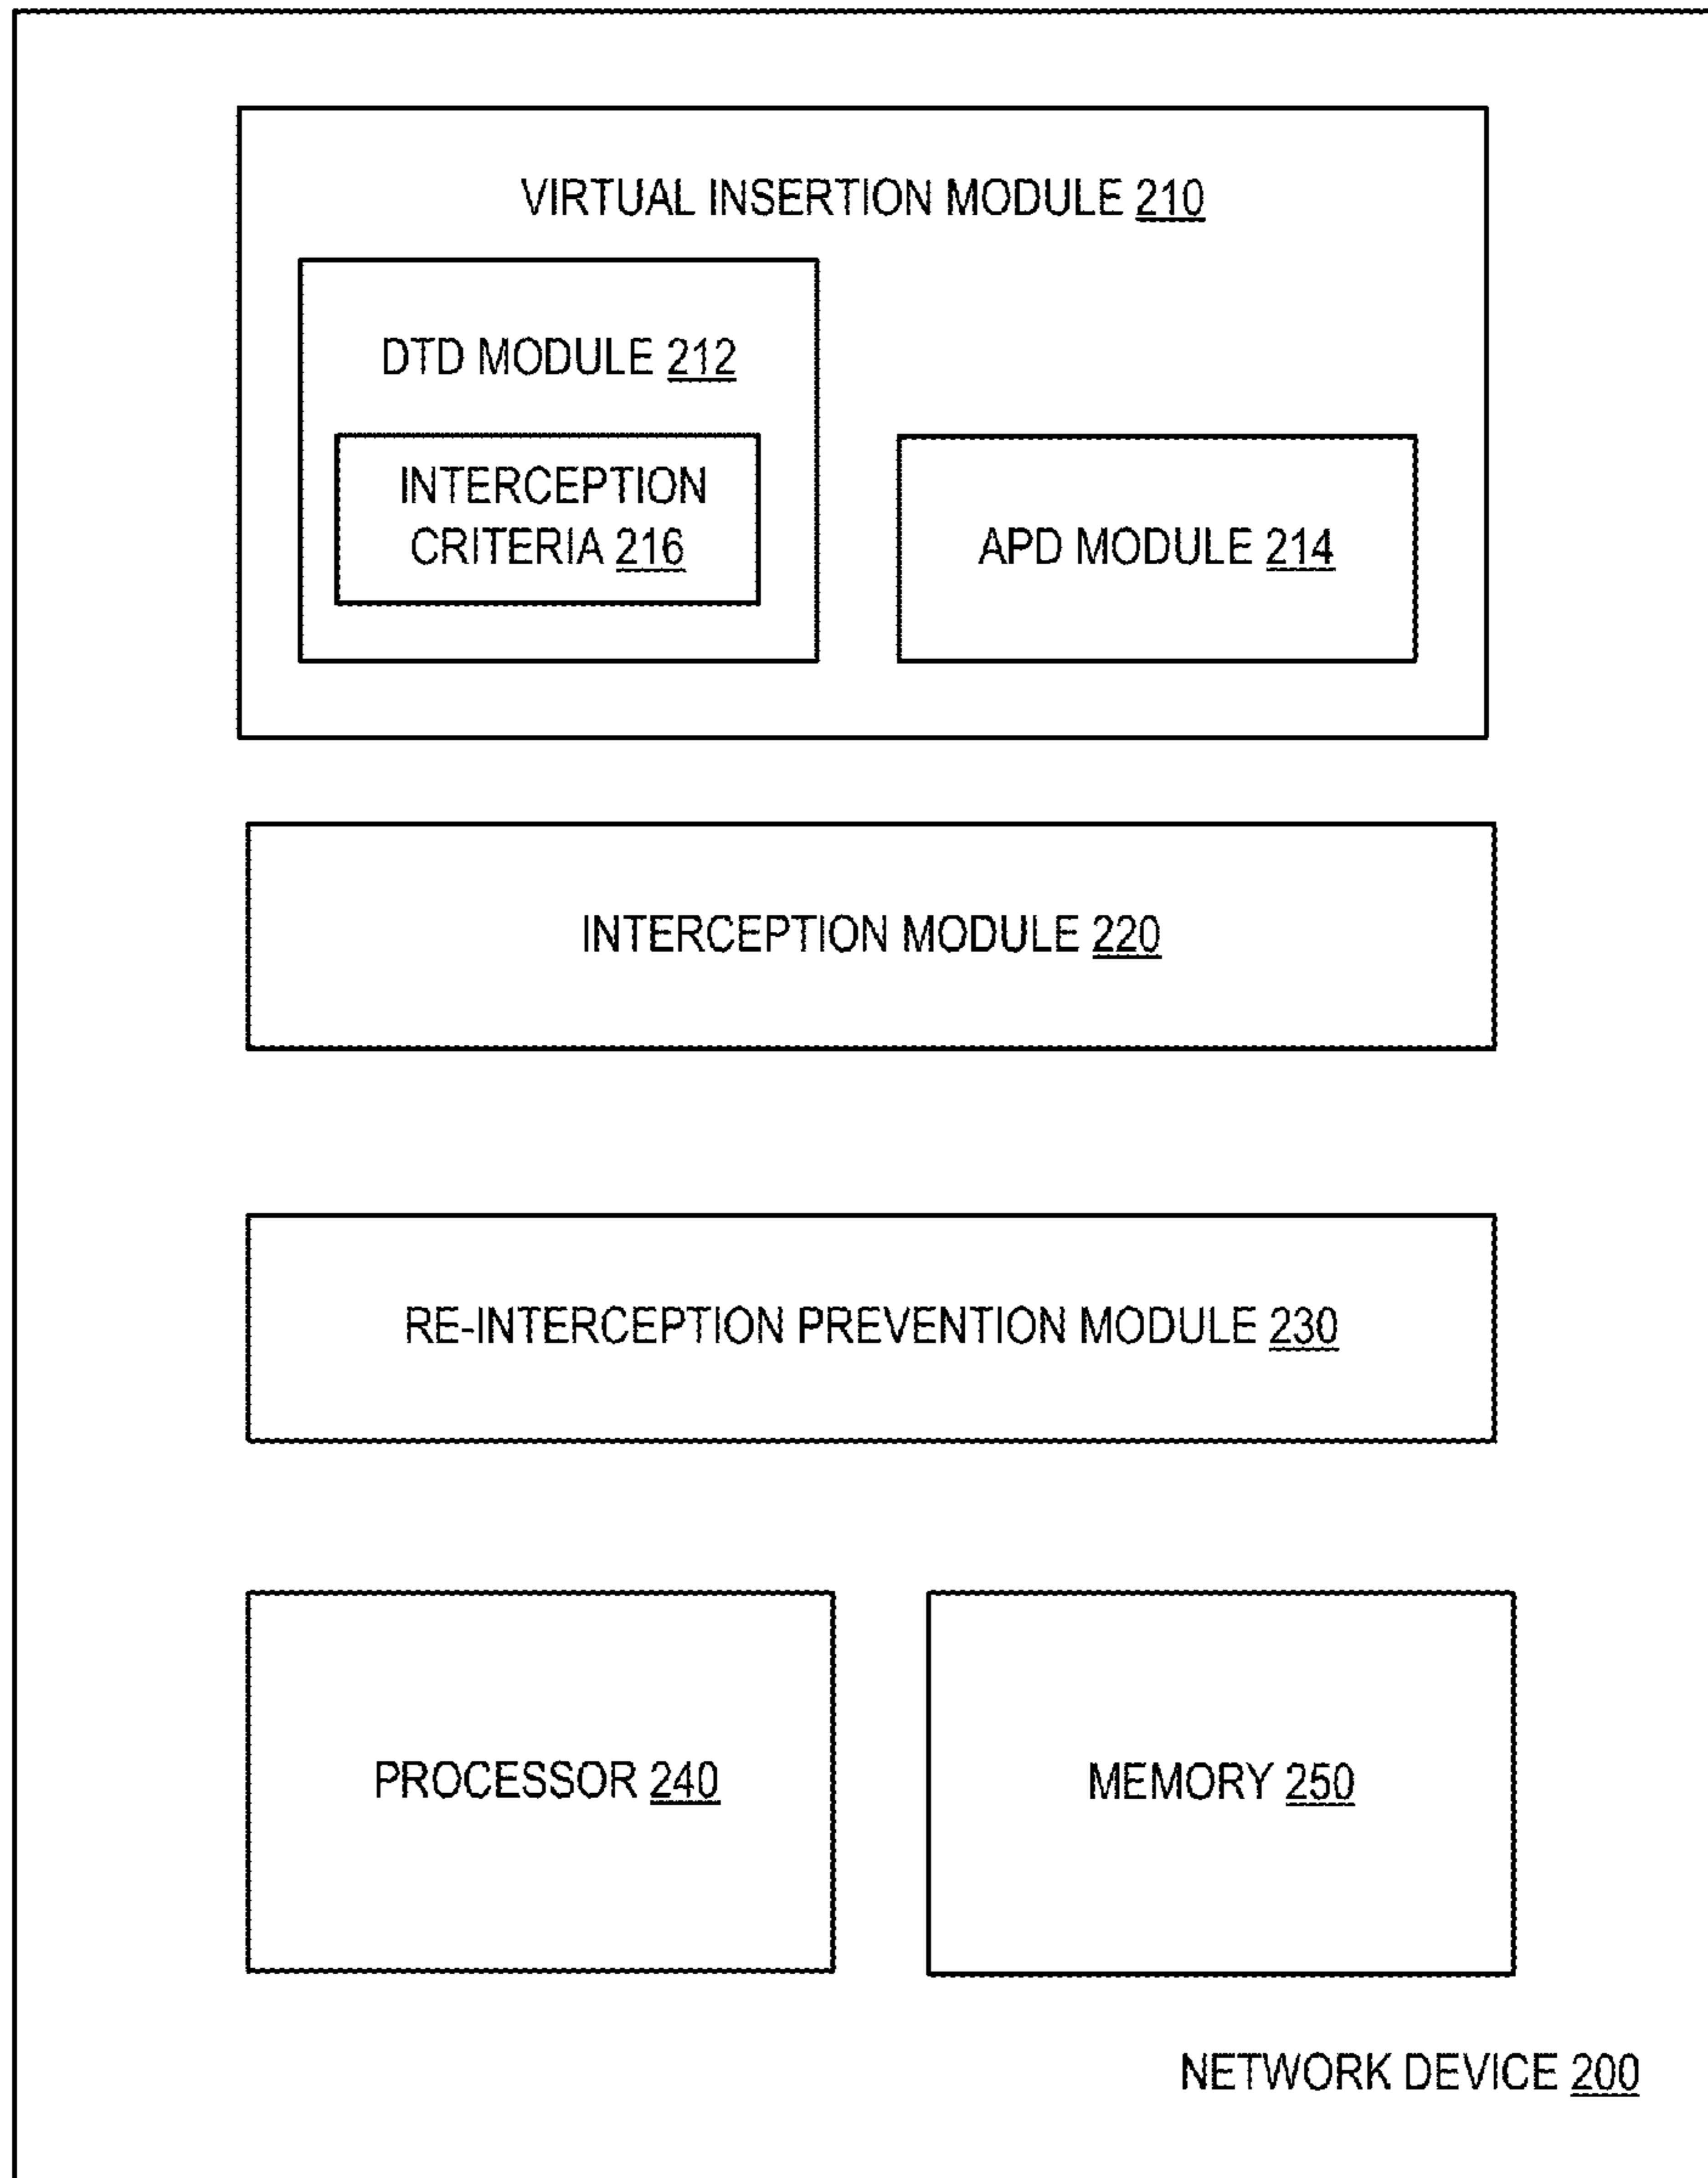 VIRTUAL INSERTION MODULE 210
DTD MODULE 212
INTERCEPTION
CRITERIA 216
APD MODULE 214
INTERCEPTION MODULE 220
RE-INTERCEPTION PREVENTION MODULE 230
PROCESSOR 240
MEMORY 250
NETWORK DEVICE 200